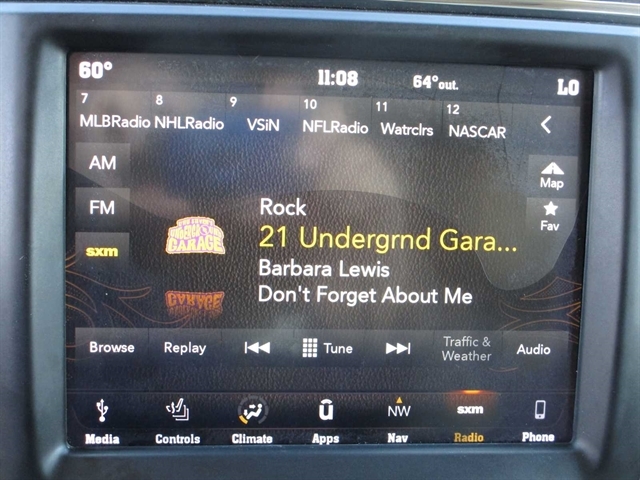 60° 11:08 64°out. LO
7 8 9 10 11 12
MLBRadio NHLRadio VSiN NFLRadio Watrclrs NASCAR
AM
Map
FM
Rock
Fav
GARAGE
21 Undergrnd Gara...
sxm
Barbara Lewis
Don't Forget About Me
Browse Replay Tune Traffic & Weather Audio
NW sxm
Media Controls Climate Apps Nav Radio Phone